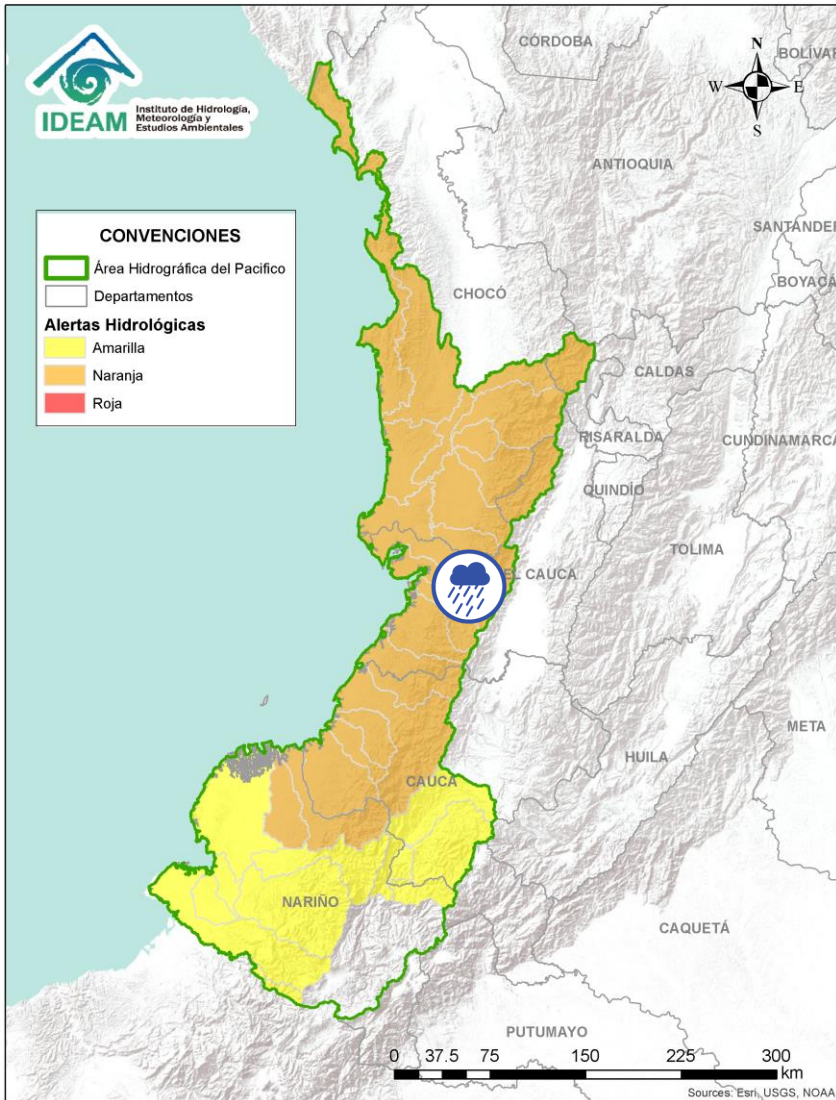 IDEAM
Instituto de Hidrología,
Meteorología y
Estudios Ambientales
CÓRDOBA
BOLÍVAR
N
W
E
S
ANTIOQUIA
SANTANDER
BOYACÁ
CONVENCIONES
Área Hidrográfica del Pacifico
Departamentos
Alertas Hidrológicas
Amarilla
Naranja
Roja
CHOCÓ
CALDAS
RISARALDA
CUNDINAMARCA
QUINDÍO
TOLIMA
EL CAUCA
META
HUILA
CAUCA
NARIÑO
CAQUETÁ
PUTUMAYO
0 37.5 75 150 225 300
km
Sources: Esri, USGS, NOAA